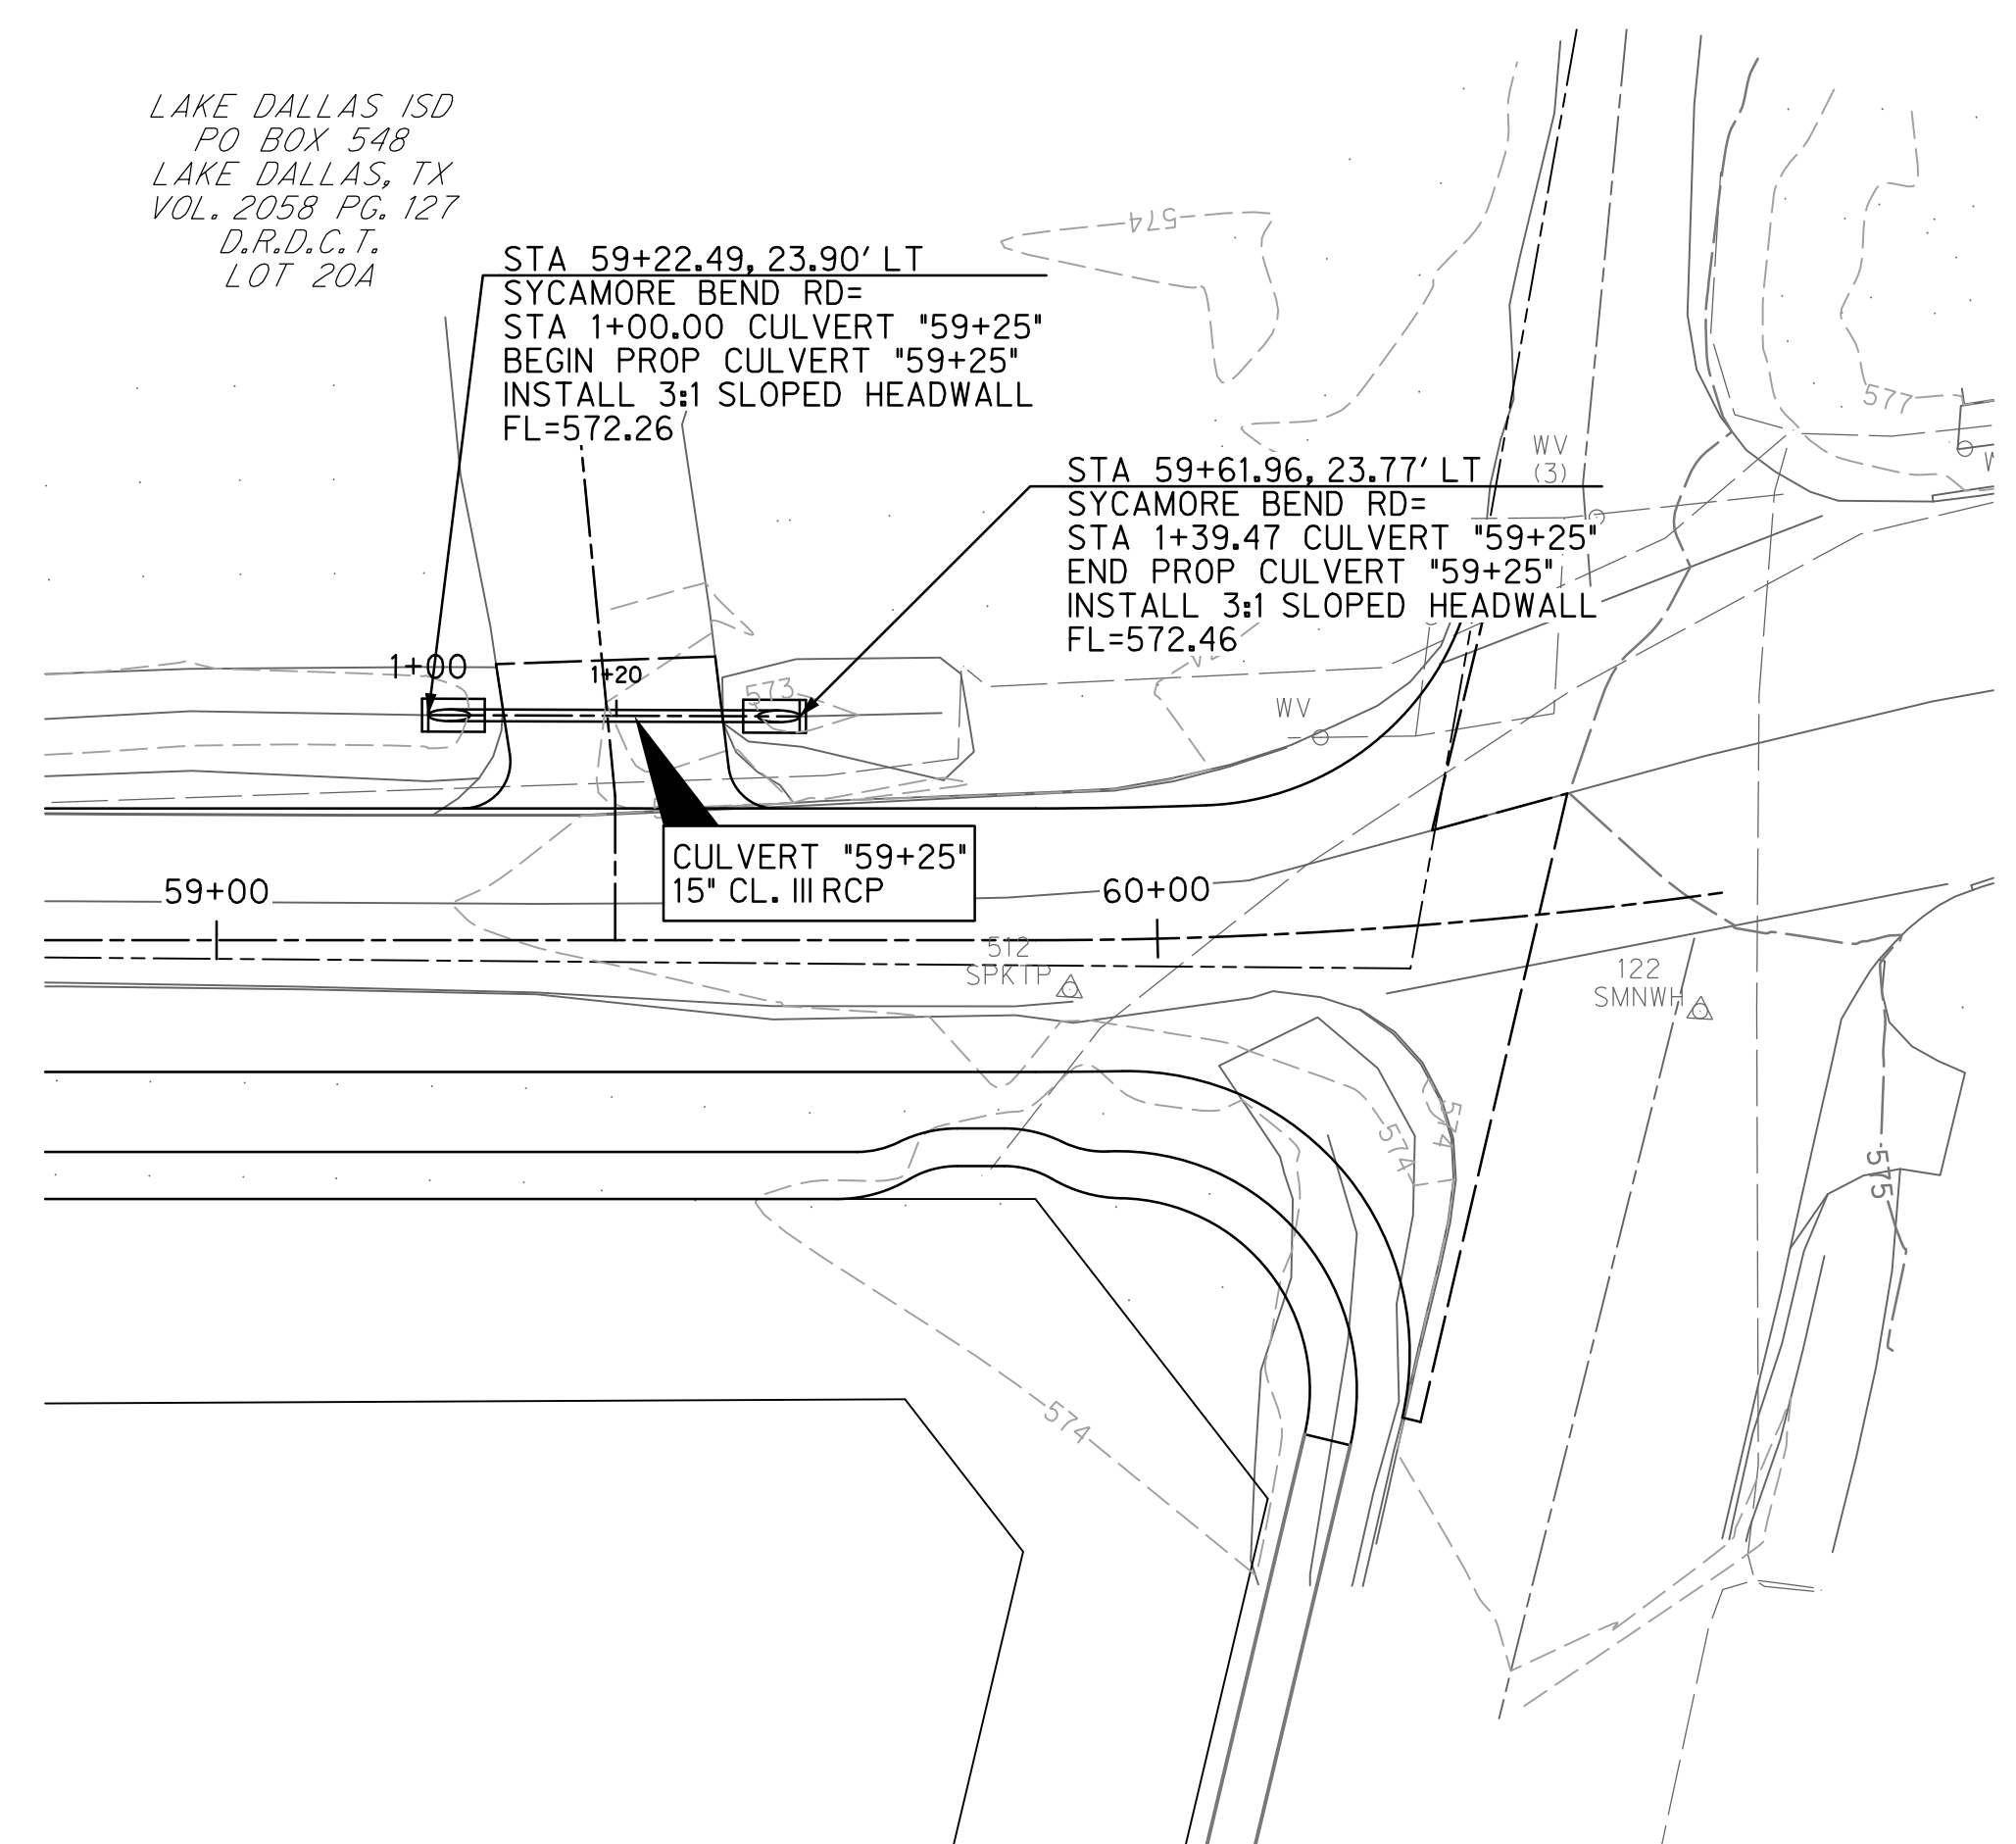 LAKE DALLAS ISD
PO BOX 548
LAKE DALLAS, TX
VOL. 2058 PG. 127
D.R.D.C.T.
LOT 20A
STA 59+22.49, 23.90' LT
SYCAMORE BEND RD=
STA 1+00.00 CULVERT "59+25"
BEGIN PROP CULVERT "59+25"
INSTALL 3:1 SLOPED HEADWALL
FL=572.26
574
577
WV
(3)
STA 59+61.96, 23.77' LT
SYCAMORE BEND RD=
STA 1+39.47 CULVERT "59+25"
END PROP CULVERT "59+25"
INSTALL 3:1 SLOPED HEADWALL
FL=572.46
1+00
1+20
573
WV
CULVERT "59+25"
15" CL. III RCP
59+00
60+00
512
SPKTP
122
SMNWH
574
574
575
574